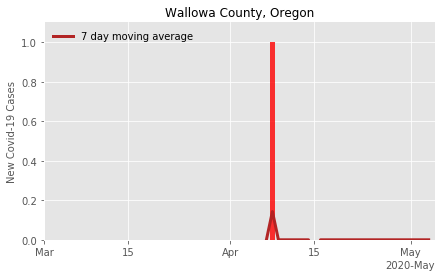 Wallowa County, Oregon
7 day moving average
New Covid-19 Cases
1.0
0.8
0.6
0.4
0.2
0.0
Mar 15 Apr 15 May
2020-May